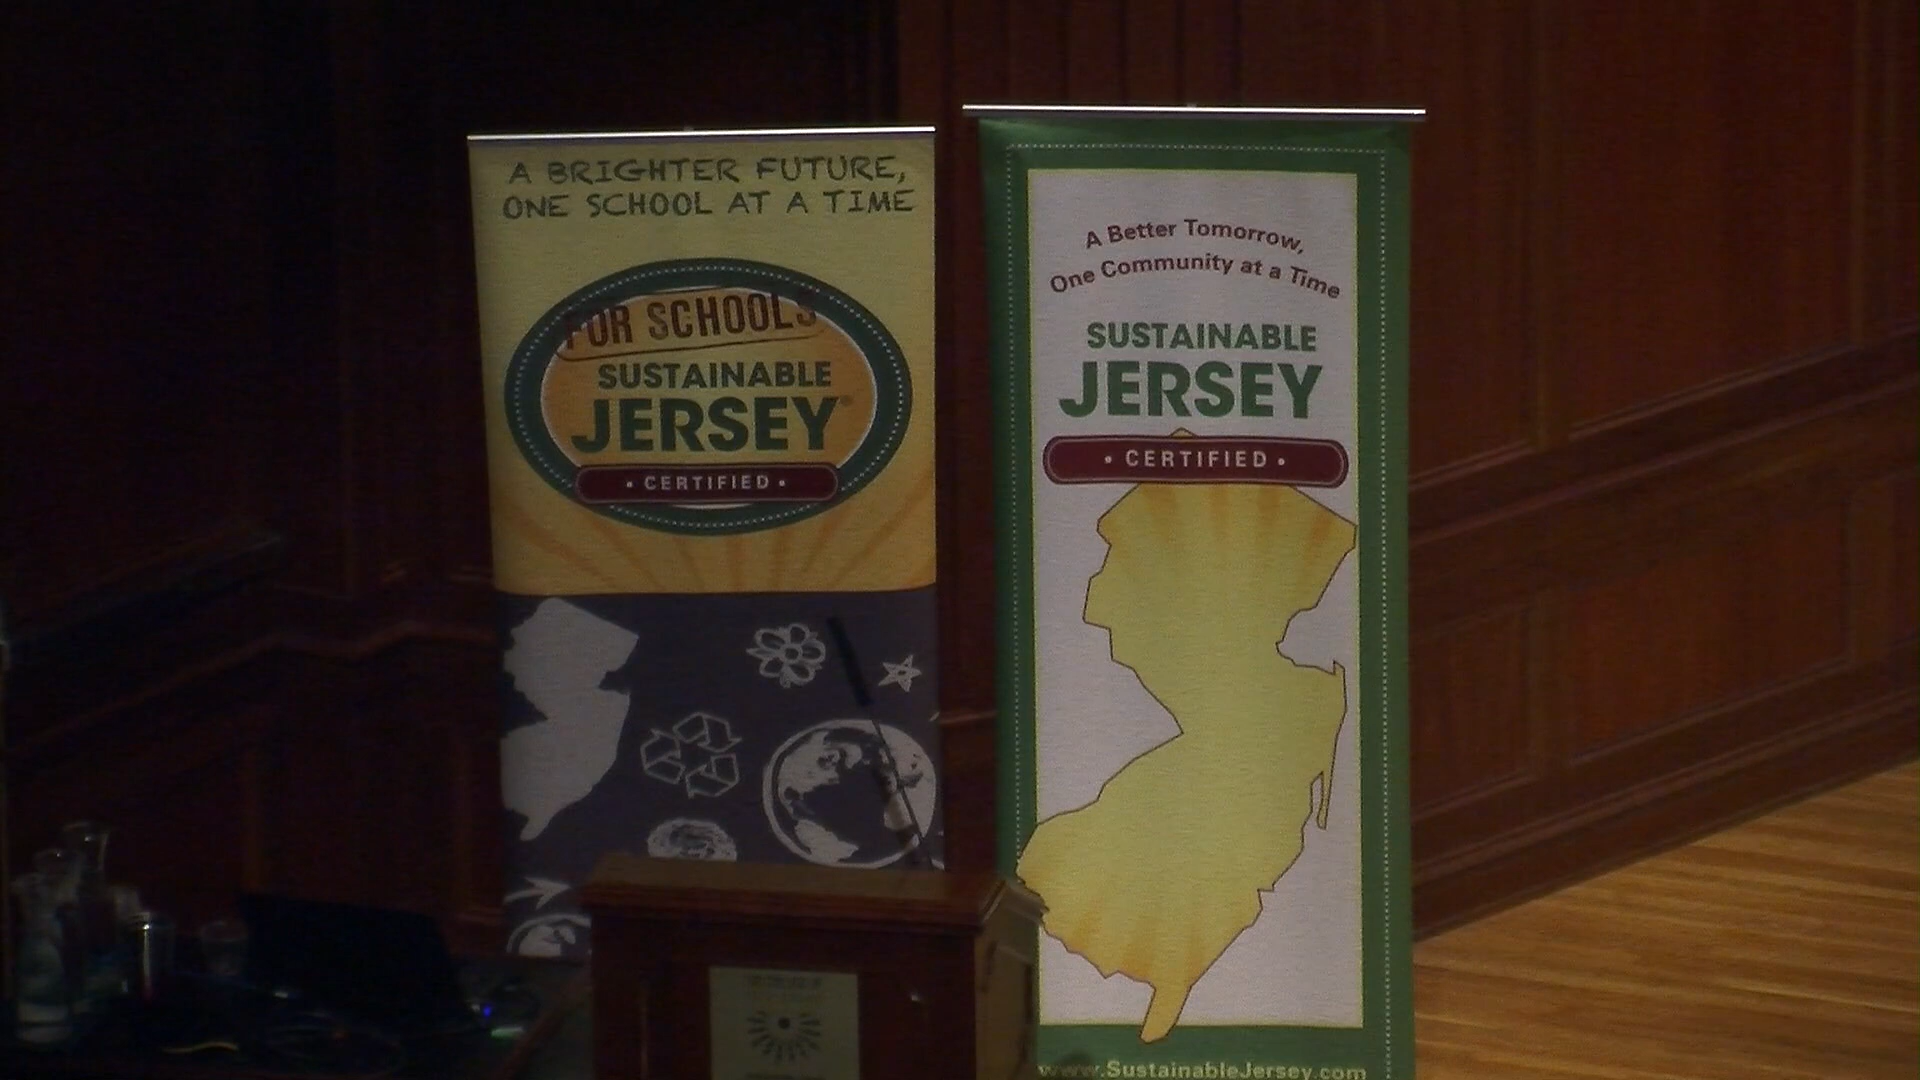 A BRIGHTER FUTURE,
ONE SCHOOL AT A TIME
FOR SCHOOLS
SUSTAINABLE
JERSEY
• CERTIFIED •
A Better Tomorrow,
One Community at a Time
SUSTAINABLE
JERSEY
• CERTIFIED •
www.SustainableJersey.com